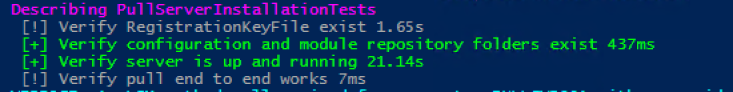 Describing PullServerInstallationTests
[!] Verify RegistrationKeyFile exist 1.65s
[+] Verify configuration and module repository folders exist 437ms
[+] Verify server is up and running 21.14s
[!] Verify pull end to end works 7ms